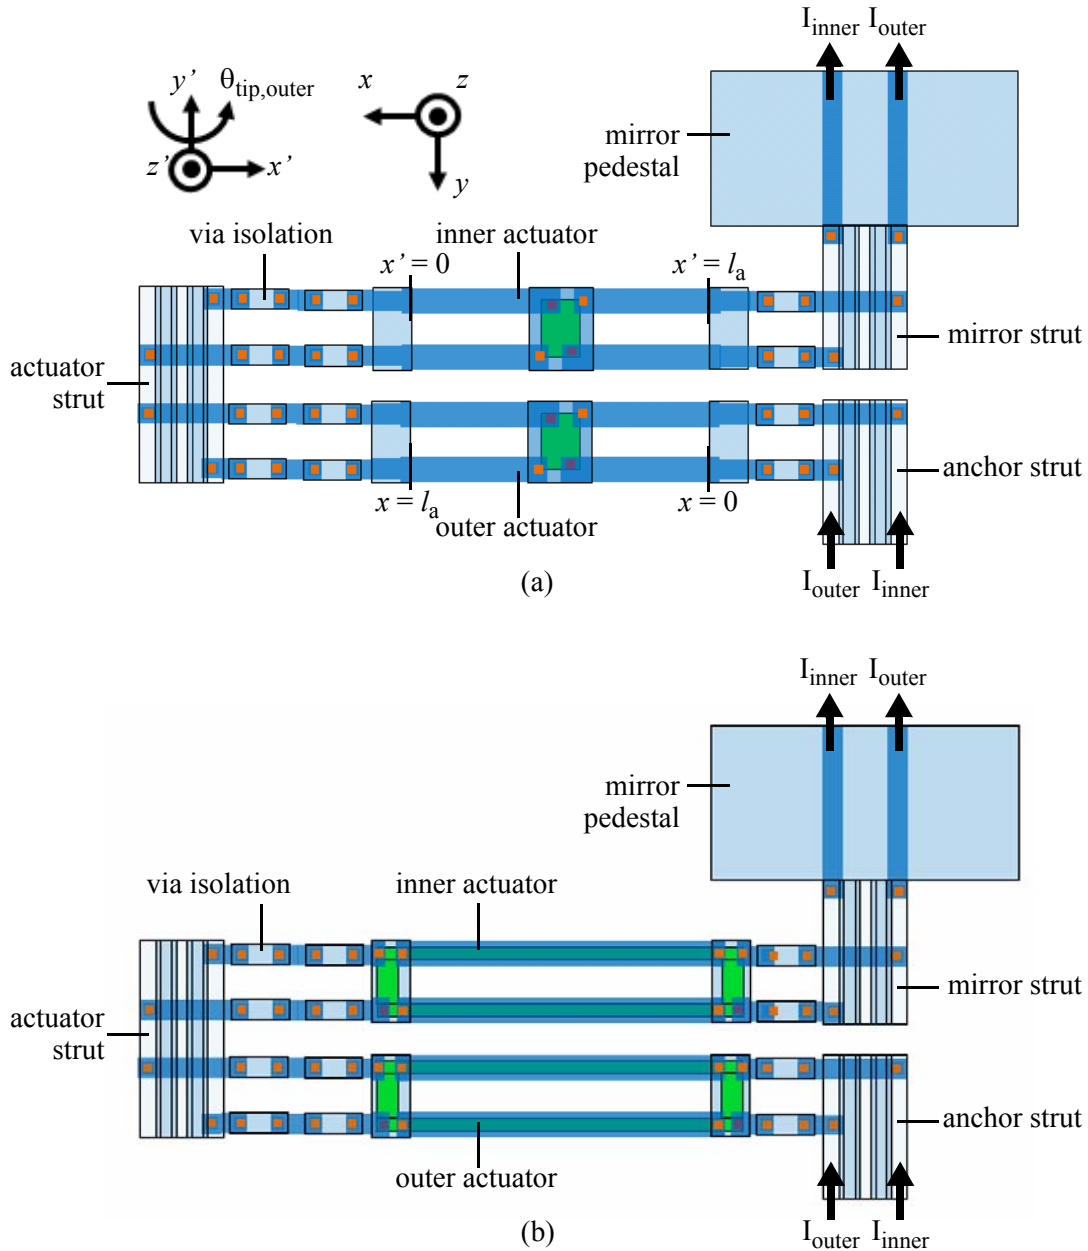 I_inner I_outer
y' θ_tip,outer
x z
z' x'
y
mirror
pedestal
via isolation inner actuator
x' = 0 x' = l_a
mirror strut
actuator
strut
anchor strut
x = l_a x = 0
outer actuator
I_outer I_inner
(a)
I_inner I_outer
mirror
pedestal
via isolation inner actuator
mirror strut
actuator
strut
anchor strut
outer actuator
I_outer I_inner
(b)